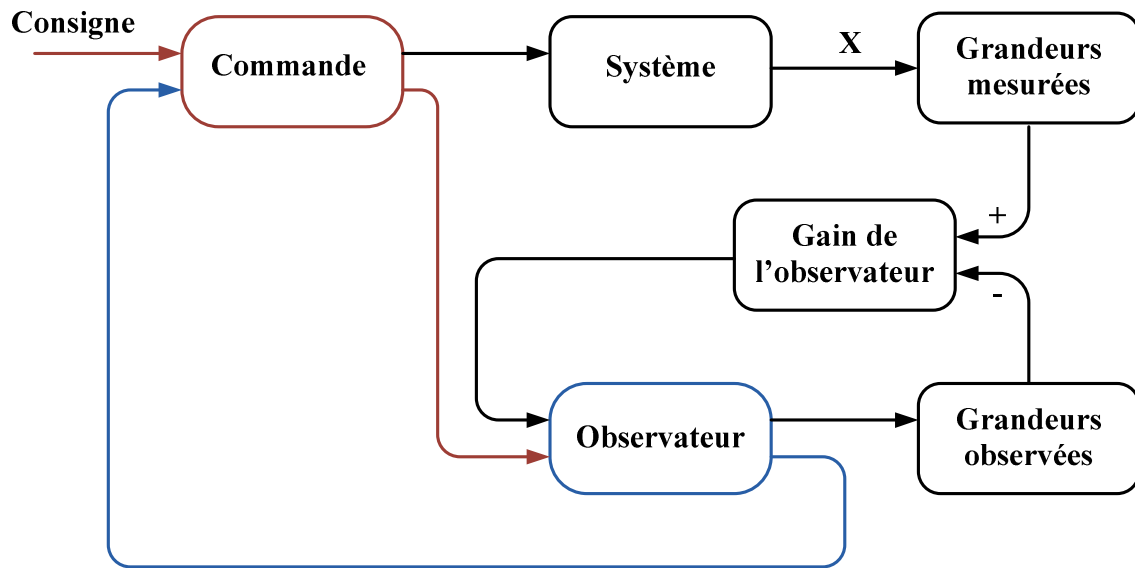 Consigne
Commande
Système
X
Grandeurs
mesurées
+
Gain de
l’observateur
-
Observateur
Grandeurs
observées